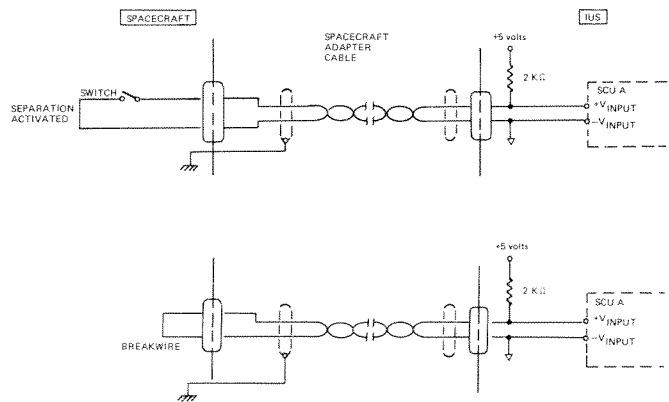 SPACECRAFT
IUS
SPACECRAFT
ADAPTER
CABLE
+5 volts
2 KΩ
SWITCH
SCU A
SEPARATION
ACTIVATED
+VINPUT
−VINPUT
+5 volts
2 KΩ
SCU A
+VINPUT
−VINPUT
BREAKWIRE